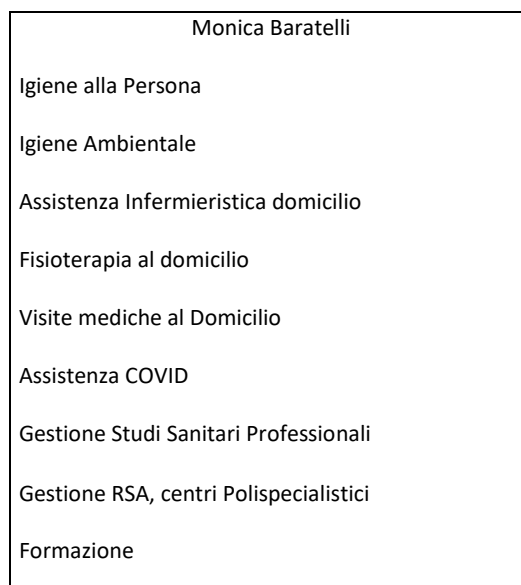 Monica Baratelli
Igiene alla Persona
Igiene Ambientale
Assistenza Infermieristica domicilio
Fisioterapia al domicilio
Visite mediche al Domicilio
Assistenza COVID
Gestione Studi Sanitari Professionali
Gestione RSA, centri Polispecialistici
Formazione